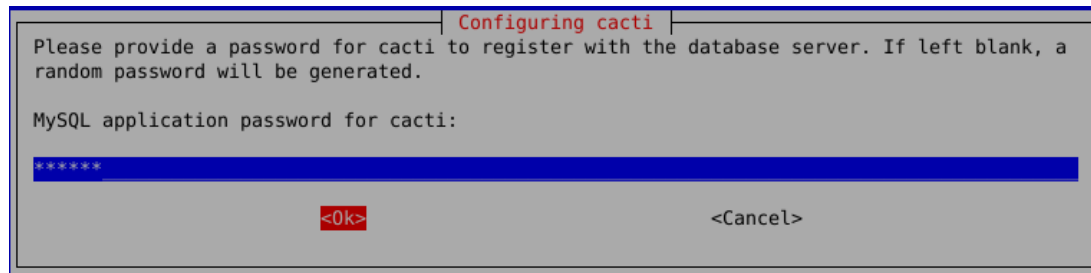 Configuring cacti
Please provide a password for cacti to register with the database server. If left blank, a
random password will be generated.
MySQL application password for cacti:
******
<Ok> <Cancel>